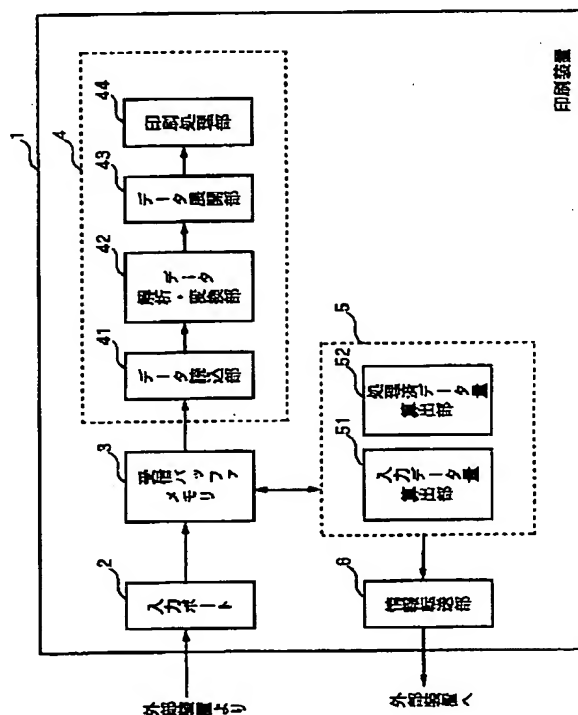 1
4
41
データ読込部
42
データ
解析・変換部
43
データ展開部
44
印刷処理部
2
入力ポート
3
受信バッファ
メモリ
外部装置より
5
51
入力データ量
算出部
52
処理済データ量
算出部
6
情報転送部
外部装置へ
印刷装置